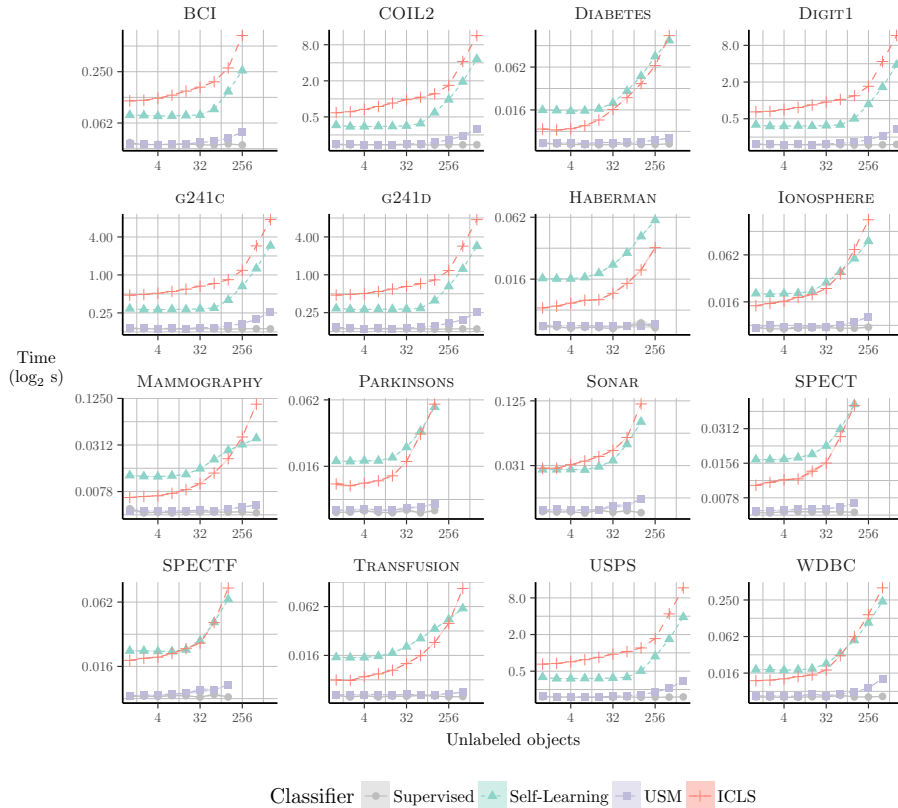 BCI COIL2 DIABETES DIGIT1
0.250
0.062
4 32 256
8.0
2.0
0.5
4 32 256
0.062
0.016
4 32 256
8.0
2.0
0.5
4 32 256
G241C G241D HABERMAN IONOSPHERE
4.00
1.00
0.25
4 32 256
4.00
1.00
0.25
4 32 256
0.062
0.016
4 32 256
0.062
0.016
4 32 256
Time
(log₂ s)
MAMMOGRAPHY PARKINSONS SONAR SPECT
0.1250
0.0312
0.0078
4 32 256
0.062
0.016
4 32 256
0.125
0.031
4 32 256
0.0312
0.0156
0.0078
4 32 256
SPECTF TRANSFUSION USPS WDBC
0.062
0.016
4 32 256
0.062
0.016
4 32 256
8.0
2.0
0.5
4 32 256
0.250
0.062
0.016
4 32 256
Unlabeled objects
Classifier Supervised Self-Learning USM ICLS